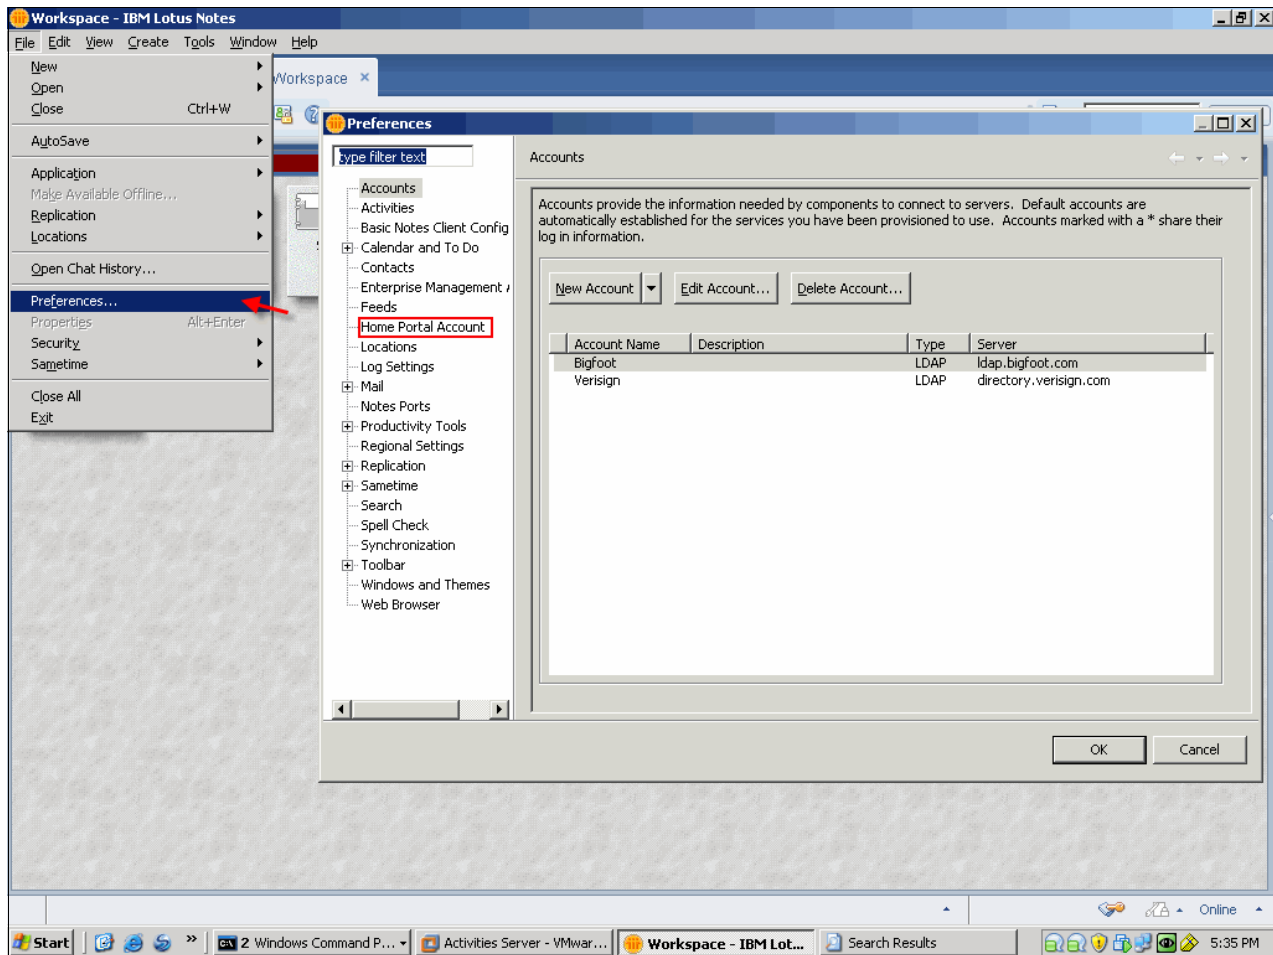 Workspace - IBM Lotus Notes
File Edit View Create Tools Window Help
New
Open
Close Ctrl+W
AutoSave
Application
Make Available Offline...
Replication
Locations
Open Chat History...
Preferences...
Properties Alt+Enter
Security
Sametime
Close All
Exit
Workspace
Preferences
type filter text
Accounts
Activities
Basic Notes Client Config
Calendar and To Do
Contacts
Enterprise Management
Feeds
Home Portal Account
Locations
Log Settings
Mail
Notes Ports
Productivity Tools
Regional Settings
Replication
Sametime
Search
Spell Check
Synchronization
Toolbar
Windows and Themes
Web Browser
Accounts
Accounts provide the information needed by components to connect to servers. Default accounts are
automatically established for the services you have been provisioned to use. Accounts marked with a * share their
log in information.
New Account Edit Account... Delete Account...
Account Name Description Type Server
Bigfoot LDAP ldap.bigfoot.com
Verisign LDAP directory.verisign.com
OK Cancel
Online
Start » 2 Windows Command P... Activities Server - VMwar... Workspace - IBM Lot... Search Results 5:35 PM